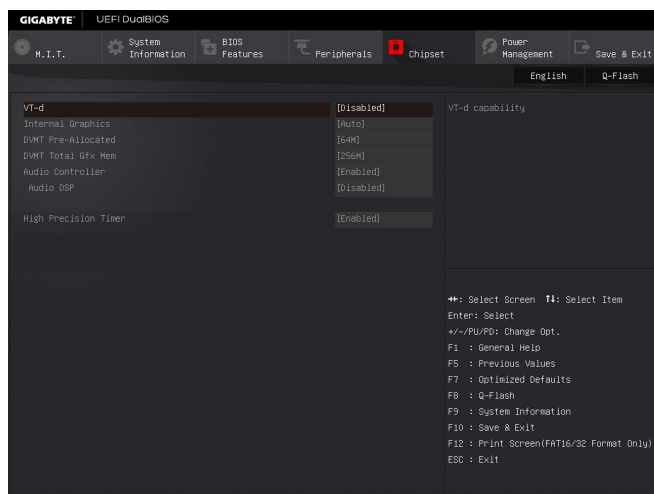 GIGABYTE™ UEFI DualBIOS
M.I.T.
System Information
BIOS Features
Peripherals
Chipset
Power Management
Save & Exit
English
Q-Flash
VT-d [Disabled]
Internal Graphics [Auto]
DVMT Pre-Allocated [64M]
DVMT Total Gfx Mem [256M]
Audio Controller [Enabled]
Audio DSP [Disabled]
High Precision Timer [Enabled]
VT-d capability
→←: Select Screen ↑↓: Select Item
Enter: Select
+/-/PU/PD: Change Opt.
F1 : General Help
F5 : Previous Values
F7 : Optimized Defaults
F8 : Q-Flash
F9 : System Information
F10 : Save & Exit
F12 : Print Screen(FAT16/32 Format Only)
ESC : Exit